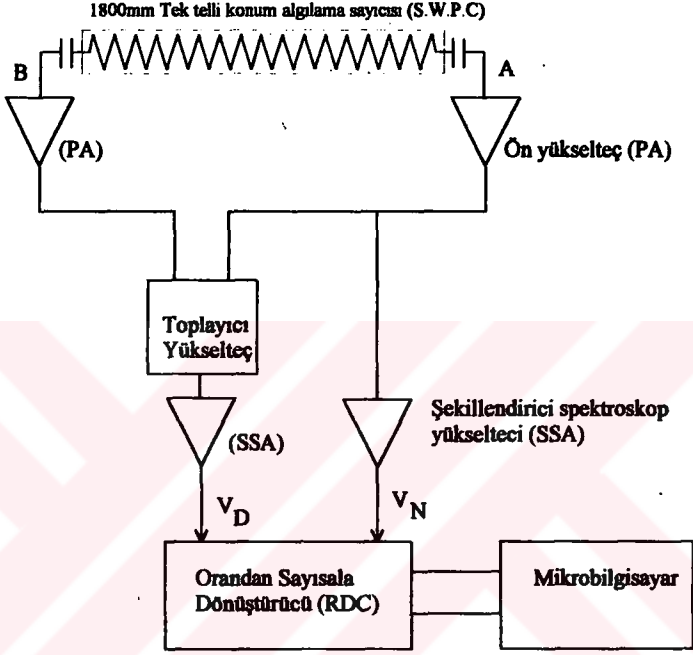 1800mm Tek telli konum algılama sayıcısı (S.W.P.C)
B
A
(PA)
Ön yükselteç (PA)
Toplayıcı
Yükselteç
Şekillendirici spektroskop
yükselteci (SSA)
(SSA)
V_D
V_N
Orandan Sayısala
Dönüştürücü (RDC)
Mikrobilgisayar